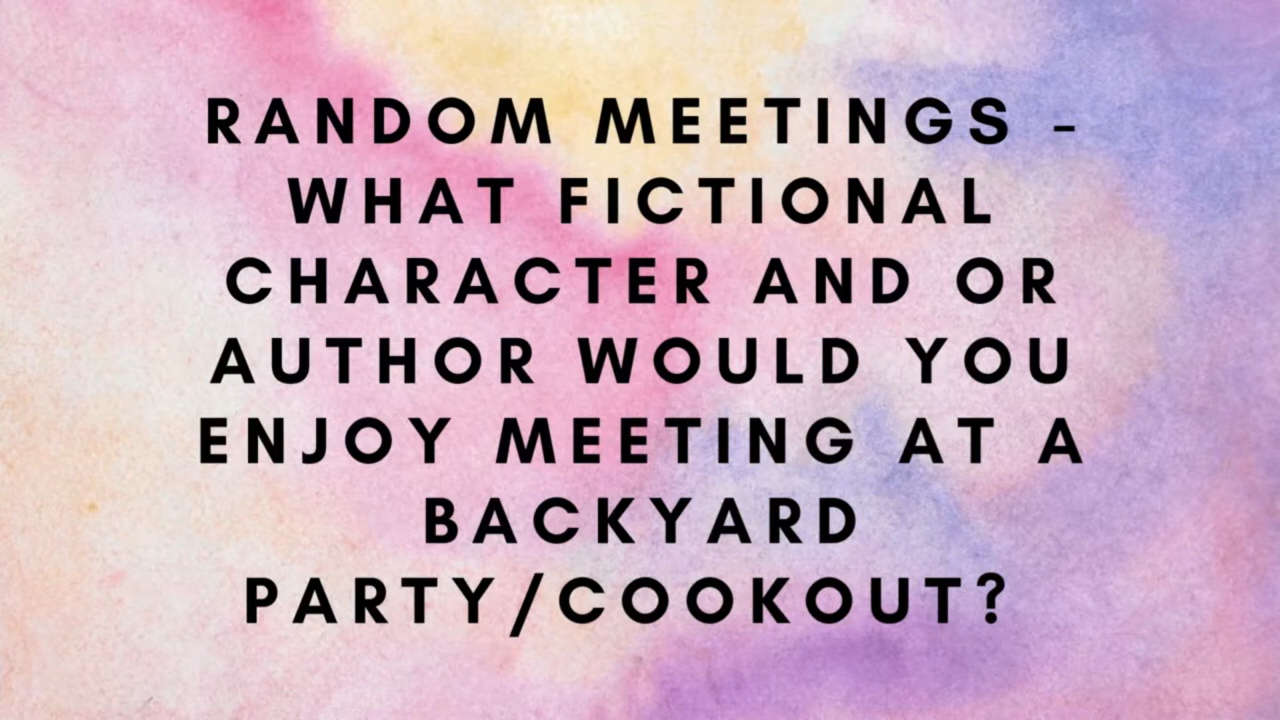 RANDOM MEETINGS -
WHAT FICTIONAL
CHARACTER AND OR
AUTHOR WOULD YOU
ENJOY MEETING AT A
BACKYARD
PARTY/COOKOUT?